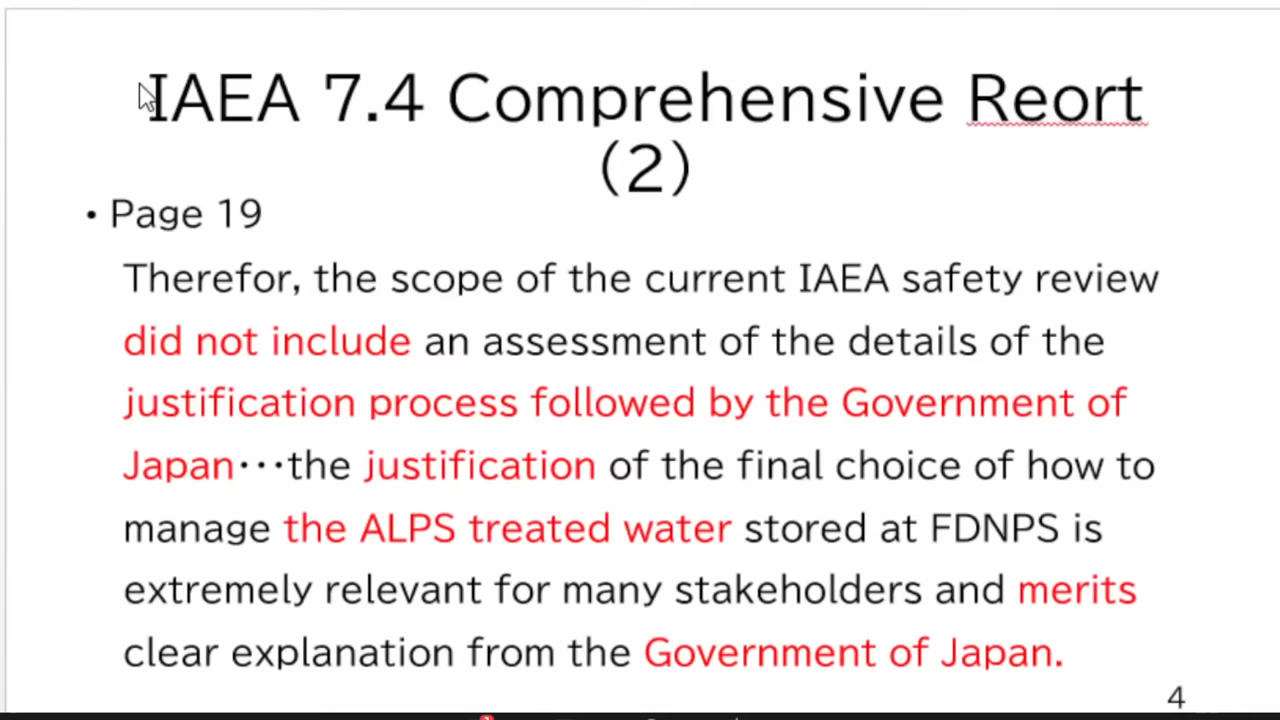 IAEA 7.4 Comprehensive Reort
(2)
• Page 19
Therefor, the scope of the current IAEA safety review
did not include an assessment of the details of the
justification process followed by the Government of
Japan･･･the justification of the final choice of how to
manage the ALPS treated water stored at FDNPS is
extremely relevant for many stakeholders and merits
clear explanation from the Government of Japan.
4